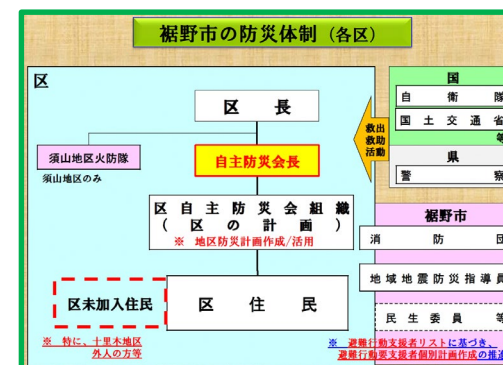 裾野市の防災体制（各区）
区
区長
須山地区火防隊
須山地区のみ
自主防災会長
区自主防災会組織
（区の計画）
※ 地区防災計画作成/活用
区未加入住民
区住民
※ 特に、十里木地区
外人の方等
救出
救助
活動
国
自衛隊
国土交通省
等
県
警察
裾野市
消防団
地域地震防災指導員
民生委員等
※ 避難行動支援者リストに基づき、
避難行動要支援者個別計画作成の推進